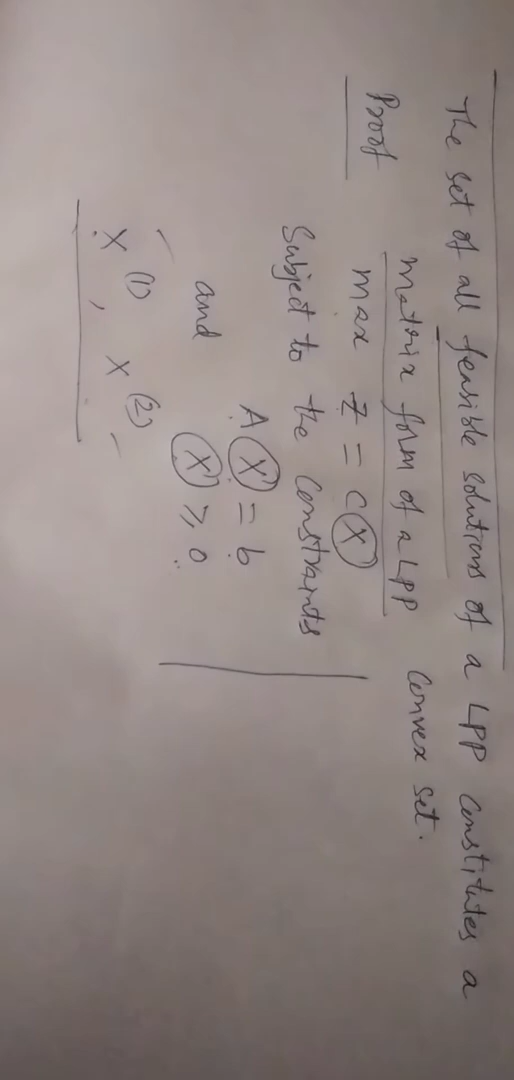 The set of all feasible solutions of a LPP constitutes a
convex set.
Proof
Matrix form of a LPP
Max Z = CX
Subject to the constraints
AX = b
and X ≥ 0
X(1), X(2)